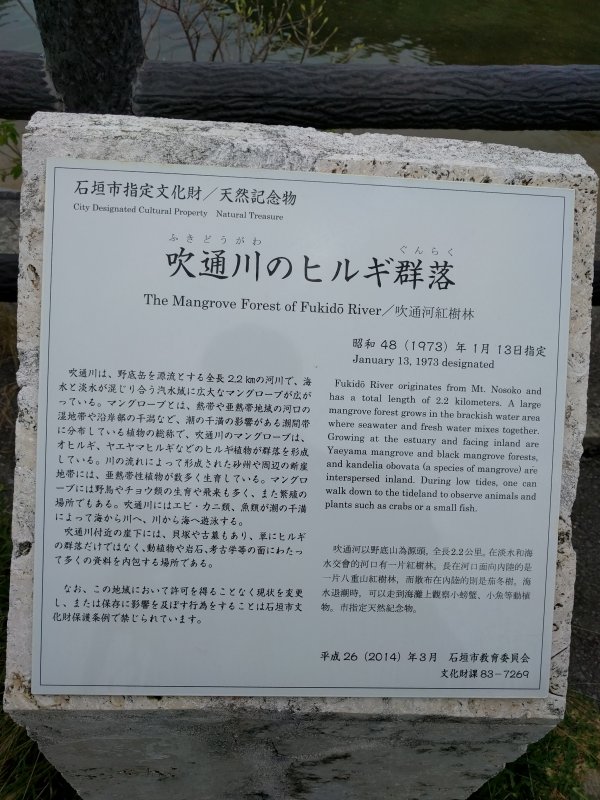 石垣市指定文化財／天然記念物
City Designated Cultural Property Natural Treasure
ふきどうがわ ぐんらく
吹通川のヒルギ群落
The Mangrove Forest of Fukidō River／吹通河紅樹林
昭和 48（1973）年 1月 13日指定
January 13, 1973 designated
吹通川は、野底岳を源流とする全長 2.2 kmの河川で、海
水と淡水が混じり合う汽水域に広大なマングローブが広が
っている。マングローブとは、熱帯や亜熱帯地域の河口の
湿地帯や沿岸部の干潟など、潮の干満の影響がある潮間帯
に分布している植物の総称で、吹通川のマングローブは、
オヒルギ、ヤエヤマヒルギなどのヒルギ植物が群落を形成
している。川の流れによって形成された砂州や周辺の断崖
地帯には、亜熱帯性植物が数多く生育している。マングロ
ーブには野鳥やチョウ類の生育や飛来も多く、また繁殖の
場所でもある。吹通川にはエビ・カニ類、魚類が潮の干満
によって海から川へ、川から海へ遊泳する。
吹通川付近の崖下には、貝塚や古墓もあり、単にヒルギ
の群落だけではなく、動植物や岩石、考古学等の面にわたっ
て多くの資料を内包する場所である。
なお、この地域において許可を得ることなく現状を変更
し、または保存に影響を及ぼす行為をすることは石垣市文
化財保護条例で禁じられています。
Fukidō River originates from Mt. Nosoko and
has a total length of 2.2 kilometers. A large
mangrove forest grows in the brackish water area
where seawater and fresh water meets mixture.
Growing at the estuary and facing inland are
Yaeyama mangrove and black mangrove forests,
and kandelia obovata (a species of mangrove) are
interspersed inland. During low tides, one can
walk down to the tideland to observe animals and
plants such as crabs or a small fish.
吹通河以野底山為源頭，全長2.2公里。在淡水和海
水交會的河口有一片紅樹林。長在河口面向內陸的是
一片八重山紅樹林，而散布在內陸的則是茄冬樹。海
水退潮時，可以走到海灘上觀察小螃蟹、小魚等動植
物。市指定天然紀念物。
平成 26（2014）年 3月 石垣市教育委員会
文化財課 83−7269